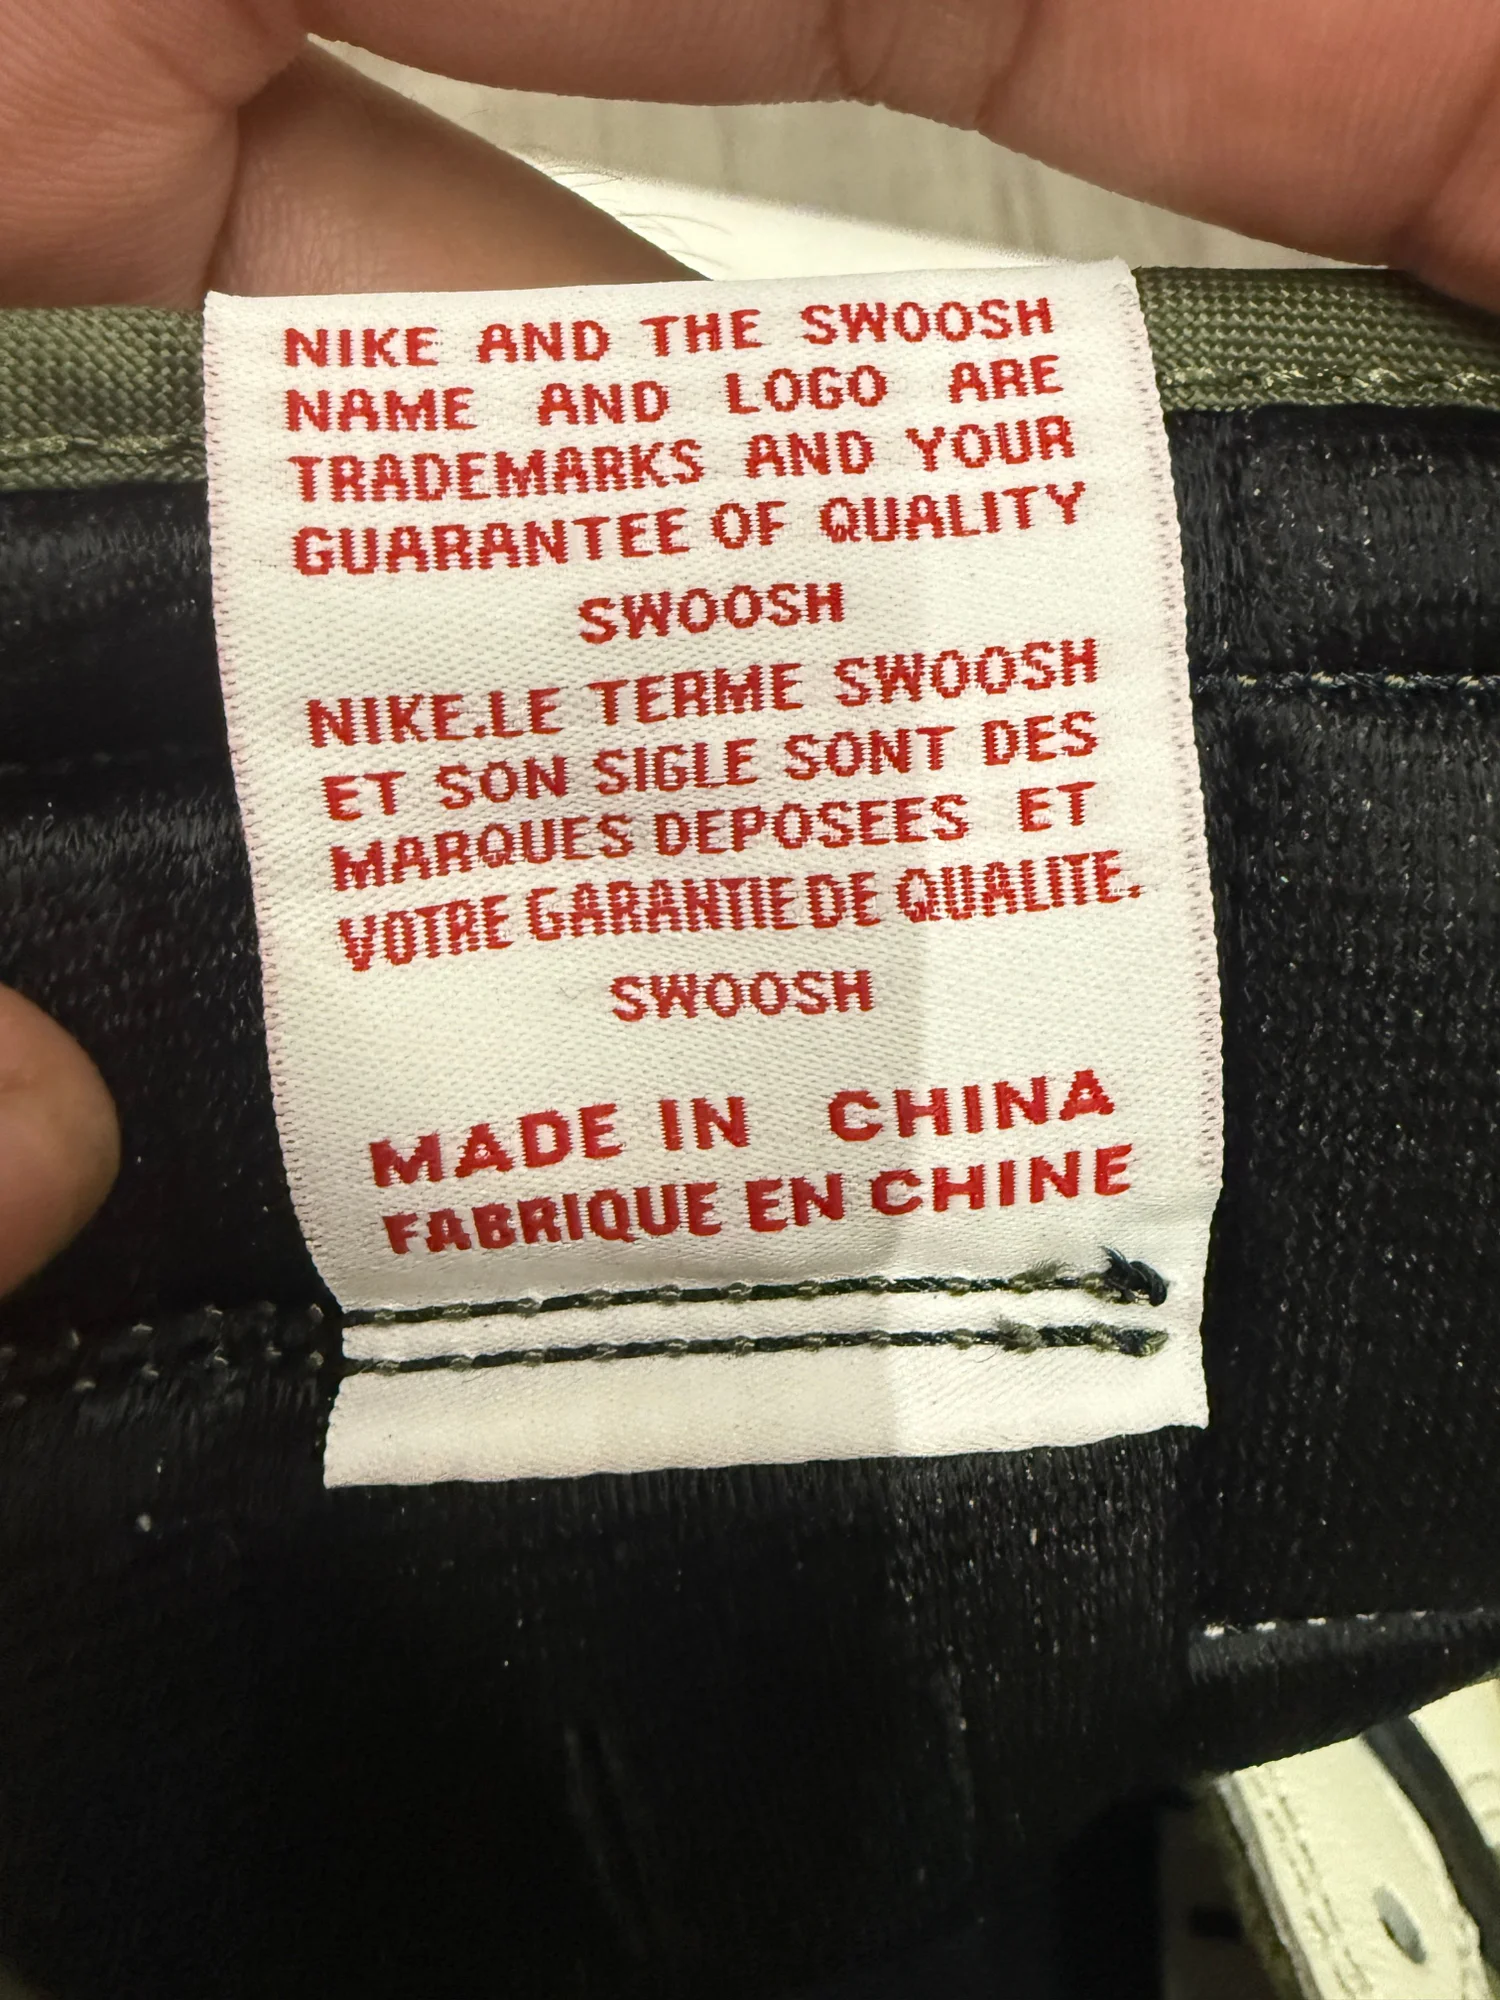 NIKE AND THE SWOOSH
NAME AND LOGO ARE
TRADEMARKS AND YOUR
GUARANTEE OF QUALITY
SWOOSH
NIKE.LE TERME SWOOSH
ET SON SIGLE SONT DES
MARQUES DEPOSEES ET
VOTRE GARANTIE DE QUALITE.
SWOOSH
MADE IN CHINA
FABRIQUE EN CHINE